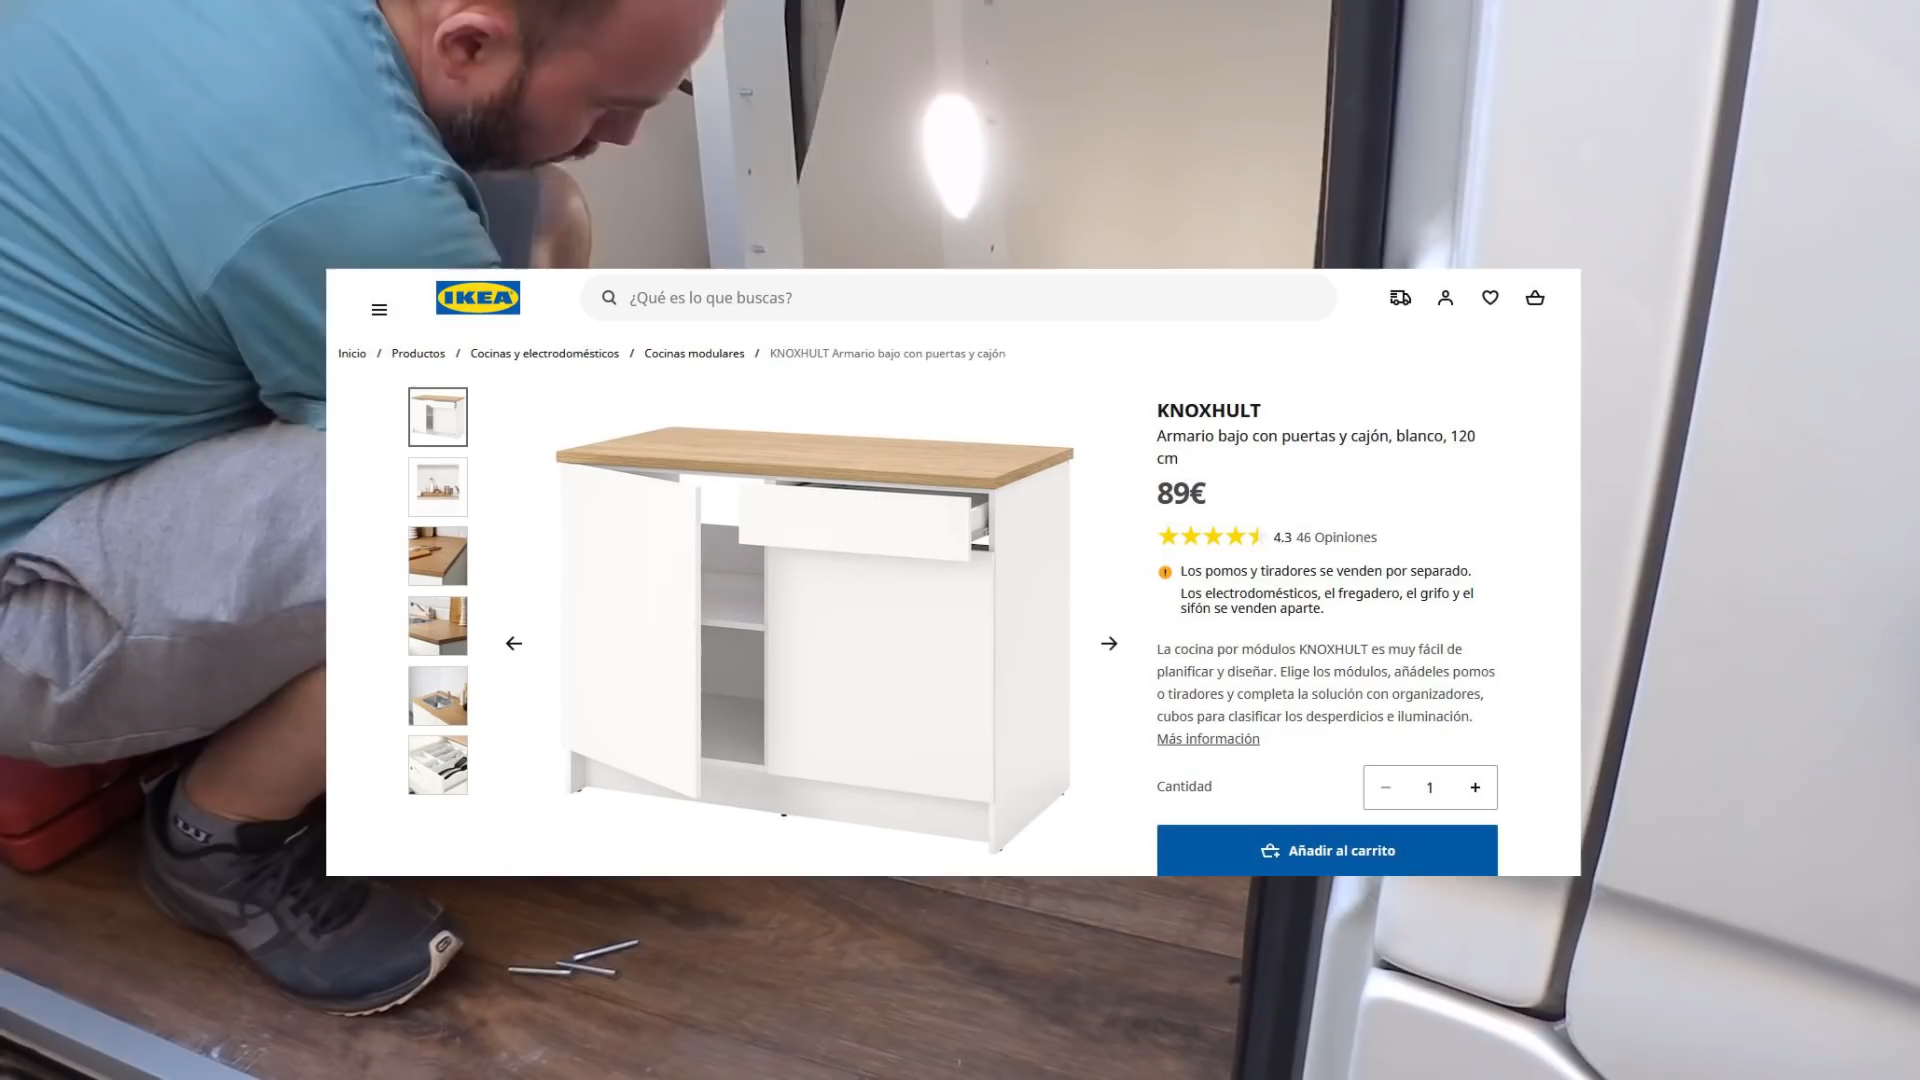 IKEA
¿Qué es lo que buscas?
Inicio / Productos / Cocinas y electrodomésticos / Cocinas modulares / KNOXHULT Armario bajo con puertas y cajón
KNOXHULT
Armario bajo con puertas y cajón, blanco, 120
cm
89€
4.3 46 Opiniones
Los pomos y tiradores se venden por separado.
Los electrodomésticos, el fregadero, el grifo y el
sifón se venden aparte.
La cocina por módulos KNOXHULT es muy fácil de
planificar y diseñar. Elige los módulos, añádeles pomos
o tiradores y completa la solución con organizadores,
cubos para clasificar los desperdicios e iluminación.
Más información
Cantidad
− 1 +
Añadir al carrito